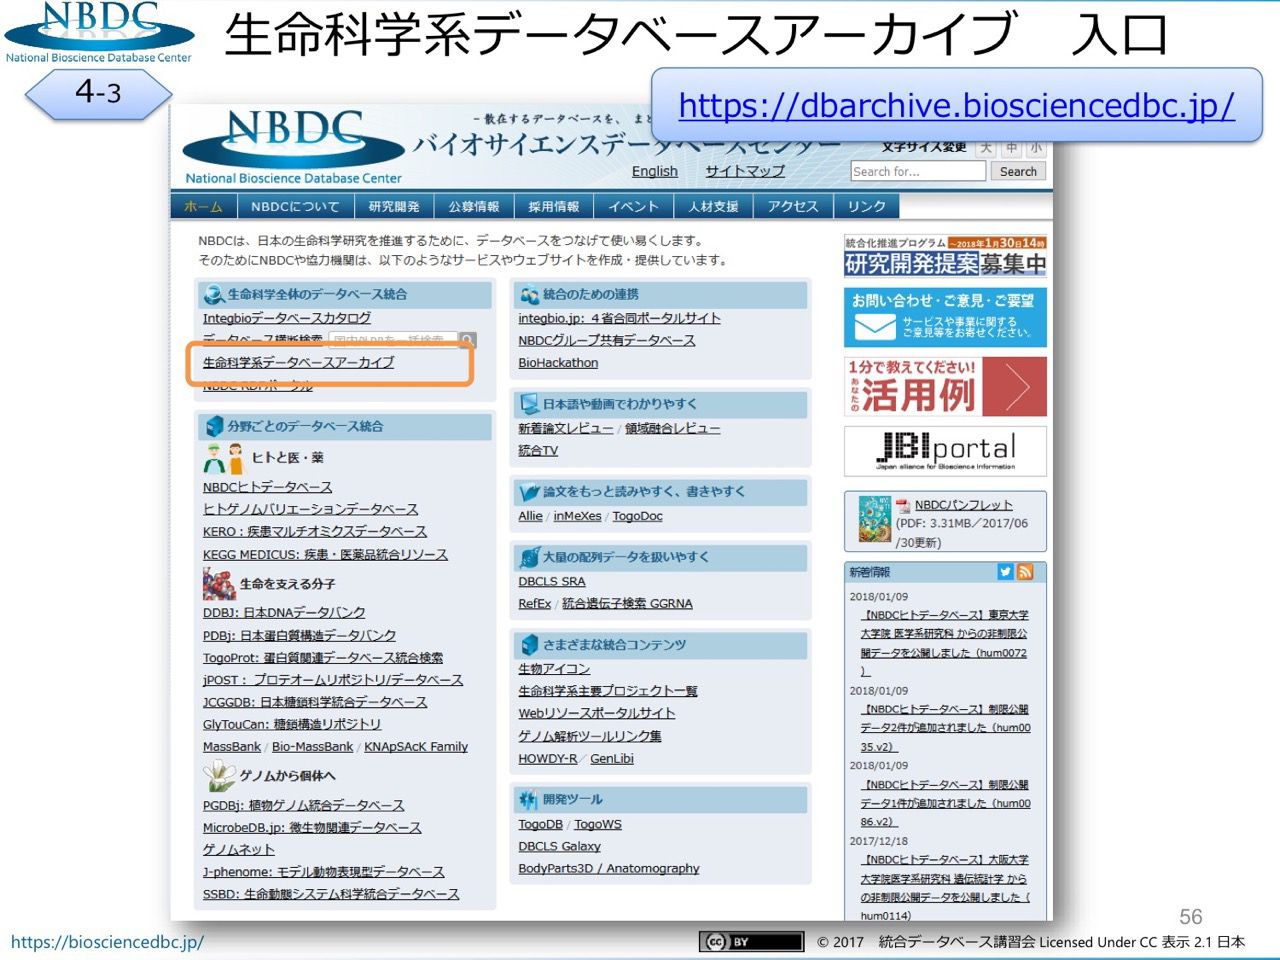 NBDC
National Bioscience Database Center
生命科学系データベースアーカイブ 入口
4-3
https://dbarchive.biosciencedbc.jp/
NBDC
National Bioscience Database Center
－散在するデータベースを、
バイオサイエンスデータベースセンター
English サイトマップ
文字サイズ変更 大 中 小
Search for... Search
ホーム NBDCについて 研究開発 公募情報 採用情報 イベント 人材支援 アクセス リンク
NBDCは、日本の生命科学研究を推進するために、データベースをつなげて使い易くします。
そのためにNBDCや協力機関は、以下のようなサービスやウェブサイトを作成・提供しています。
生命科学全体のデータベース統合
Integbioデータベースカタログ
データベース横断検索
生命科学系データベースアーカイブ
NBDC RDFポータル
分野ごとのデータベース統合
ヒトと医・薬
NBDCヒトデータベース
ヒトゲノムバリエーションデータベース
KERO：疾患マルチオミクスデータベース
KEGG MEDICUS: 疾患・医薬品統合リソース
生命を支える分子
DDBJ: 日本DNAデータバンク
PDBj: 日本蛋白質構造データバンク
TogoProt: 蛋白質関連データベース統合検索
jPOST： プロテオームリポジトリ/データベース
JCGGDB: 日本糖鎖科学統合データベース
GlyTouCan: 糖鎖構造リポジトリ
MassBank / Bio-MassBank / KNApSAcK Family
ゲノムから個体へ
PGDBj: 植物ゲノム統合データベース
MicrobeDB.jp: 微生物関連データベース
ゲノムネット
J-phenome: モデル動物表現型データベース
SSBD: 生命動態システム科学統合データベース
統合のための連携
integbio.jp: ４省合同ポータルサイト
NBDCグループ共有データベース
BioHackathon
日本語や動画でわかりやすく
新着論文レビュー / 領域融合レビュー
統合TV
論文をもっと読みやすく、書きやすく
Allie / inMeXes / TogoDoc
大量の配列データを扱いやすく
DBCLS SRA
RefEx / 統合遺伝子検索 GGRNA
さまざまな統合コンテンツ
生物アイコン
生命科学系主要プロジェクト一覧
Webリソースポータルサイト
ゲノム解析ツールリンク集
HOWDY-R／ GenLibi
開発ツール
TogoDB / TogoWS
DBCLS Galaxy
BodyParts3D / Anatomography
統合化推進プログラム ～2018年1月30日14時
研究開発提案募集中
お問い合わせ・ご意見・ご要望
サービスや事業に関する
ご意見等をお寄せください。
1分で教えてください!
あなたの
活用例
JBIportal
Japan alliance for Bioscience Information
NBDCパンフレット
(PDF: 3.31MB／2017/06
/30更新)
新着情報
2018/01/09
【NBDCヒトデータベース】東京大学
大学院 医学系研究科 からの非制限公
開データを公開しました（hum0072
）
2018/01/09
【NBDCヒトデータベース】制限公開
データ2件が追加されました（hum00
35.v2）
2018/01/09
【NBDCヒトデータベース】制限公開
データ1件が追加されました（hum00
86.v2）
2017/12/18
【NBDCヒトデータベース】大阪大学
大学院医学系研究科 遺伝統計学 から
の非制限公開データを公開しました（
hum0114）
56
https://biosciencedbc.jp/
cc BY
© 2017 統合データベース講習会 Licensed Under CC 表示 2.1 日本